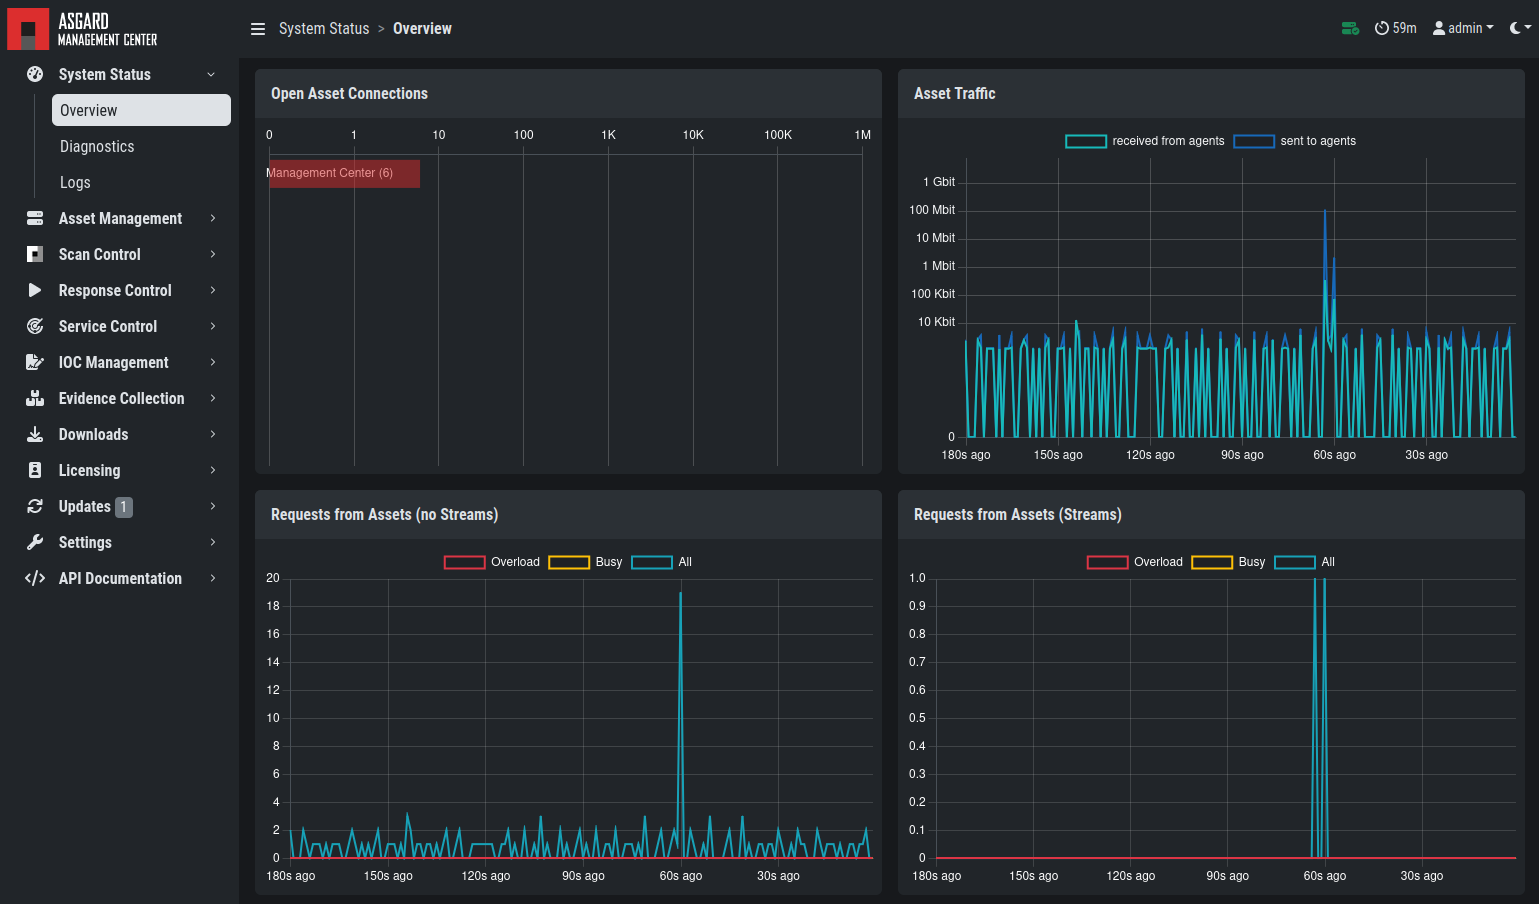 ASGARD
MANAGEMENT CENTER
System Status > Overview
59m
admin
System Status
Overview
Diagnostics
Logs
Asset Management
Scan Control
Response Control
Service Control
IOC Management
Evidence Collection
Downloads
Licensing
Updates 1
Settings
API Documentation
Open Asset Connections
0 1 10 100 1K 10K 100K 1M
Management Center (6)
Asset Traffic
received from agents sent to agents
1 Gbit
100 Mbit
10 Mbit
1 Mbit
100 Kbit
10 Kbit
0
180s ago 150s ago 120s ago 90s ago 60s ago 30s ago
Requests from Assets (no Streams)
Overload Busy All
20
18
16
14
12
10
8
6
4
2
0
180s ago 150s ago 120s ago 90s ago 60s ago 30s ago
Requests from Assets (Streams)
Overload Busy All
1.0
0.9
0.8
0.7
0.6
0.5
0.4
0.3
0.2
0.1
0
180s ago 150s ago 120s ago 90s ago 60s ago 30s ago